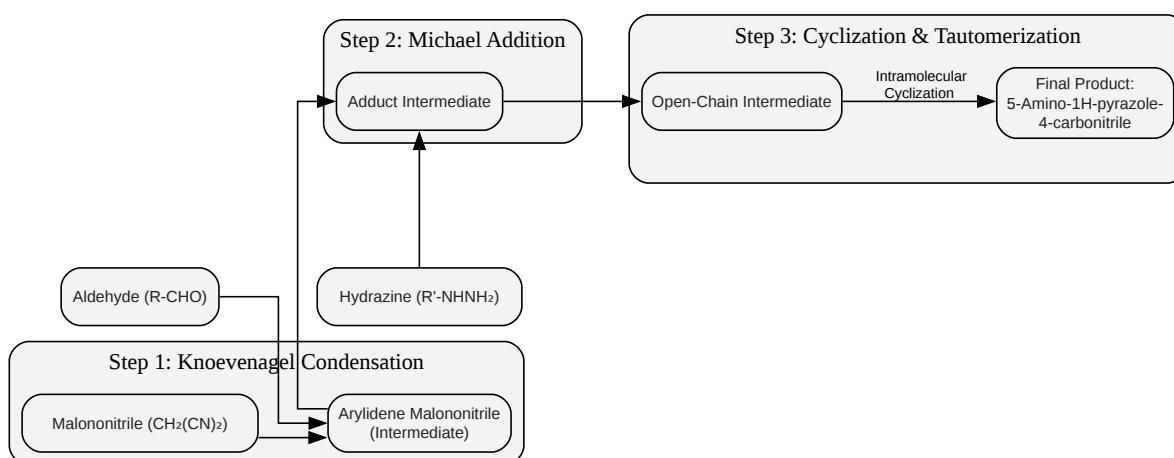 Step 2: Michael Addition
Adduct Intermediate
Step 3: Cyclization & Tautomerization
Open-Chain Intermediate
Intramolecular
Cyclization
Final Product:
5-Amino-1H-pyrazole-
4-carbonitrile
Aldehyde (R-CHO)
Hydrazine (R'-NHNH₂)
Step 1: Knoevenagel Condensation
Malononitrile (CH₂(CN)₂)
Arylidene Malononitrile
(Intermediate)